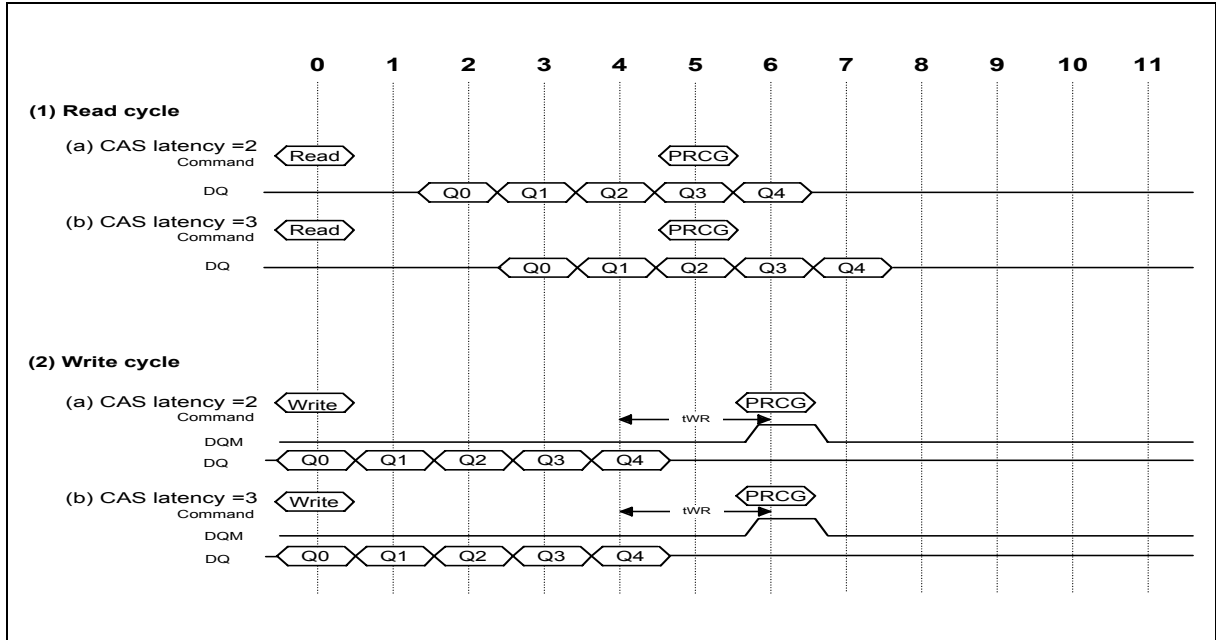 0 1 2 3 4 5 6 7 8 9 10 11
(1) Read cycle
(a) CAS latency =2
Command
Read PRCG
DQ Q0 Q1 Q2 Q3 Q4
(b) CAS latency =3
Command
Read PRCG
DQ Q0 Q1 Q2 Q3 Q4
(2) Write cycle
(a) CAS latency =2
Command
Write tWR PRCG
DQM
DQ Q0 Q1 Q2 Q3 Q4
(b) CAS latency =3
Command
Write tWR PRCG
DQM
DQ Q0 Q1 Q2 Q3 Q4